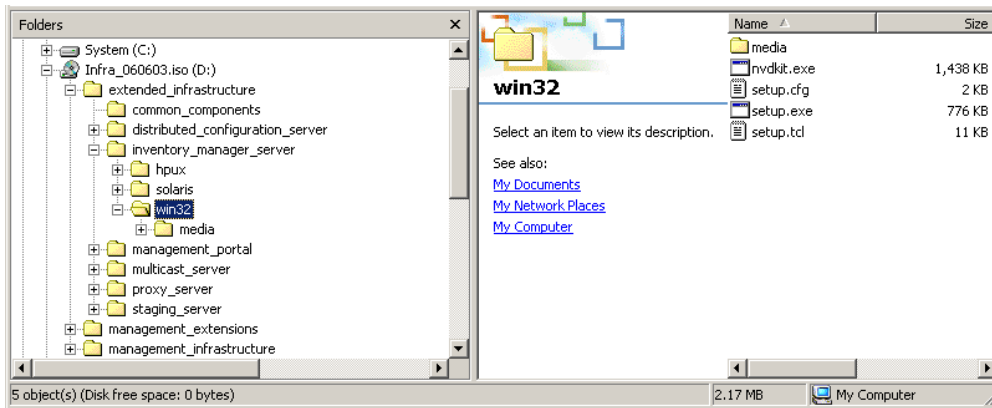 Folders
System (C:)
Infra_060603.iso (D:)
extended_infrastructure
common_components
distributed_configuration_server
inventory_manager_server
hpux
solaris
win32
media
management_portal
multicast_server
proxy_server
staging_server
management_extensions
management_infrastructure
win32
Select an item to view its description.
See also:
My Documents
My Network Places
My Computer
Name Size
media
nvdkit.exe 1,438 KB
setup.cfg 2 KB
setup.exe 776 KB
setup.tcl 11 KB
5 object(s) (Disk free space: 0 bytes) 2.17 MB My Computer